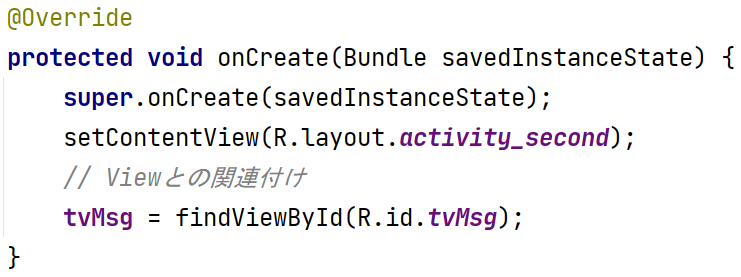 @Override
protected void onCreate(Bundle savedInstanceState) {
    super.onCreate(savedInstanceState);
    setContentView(R.layout.activity_second);
    // Viewとの関連付け
    tvMsg = findViewById(R.id.tvMsg);
}